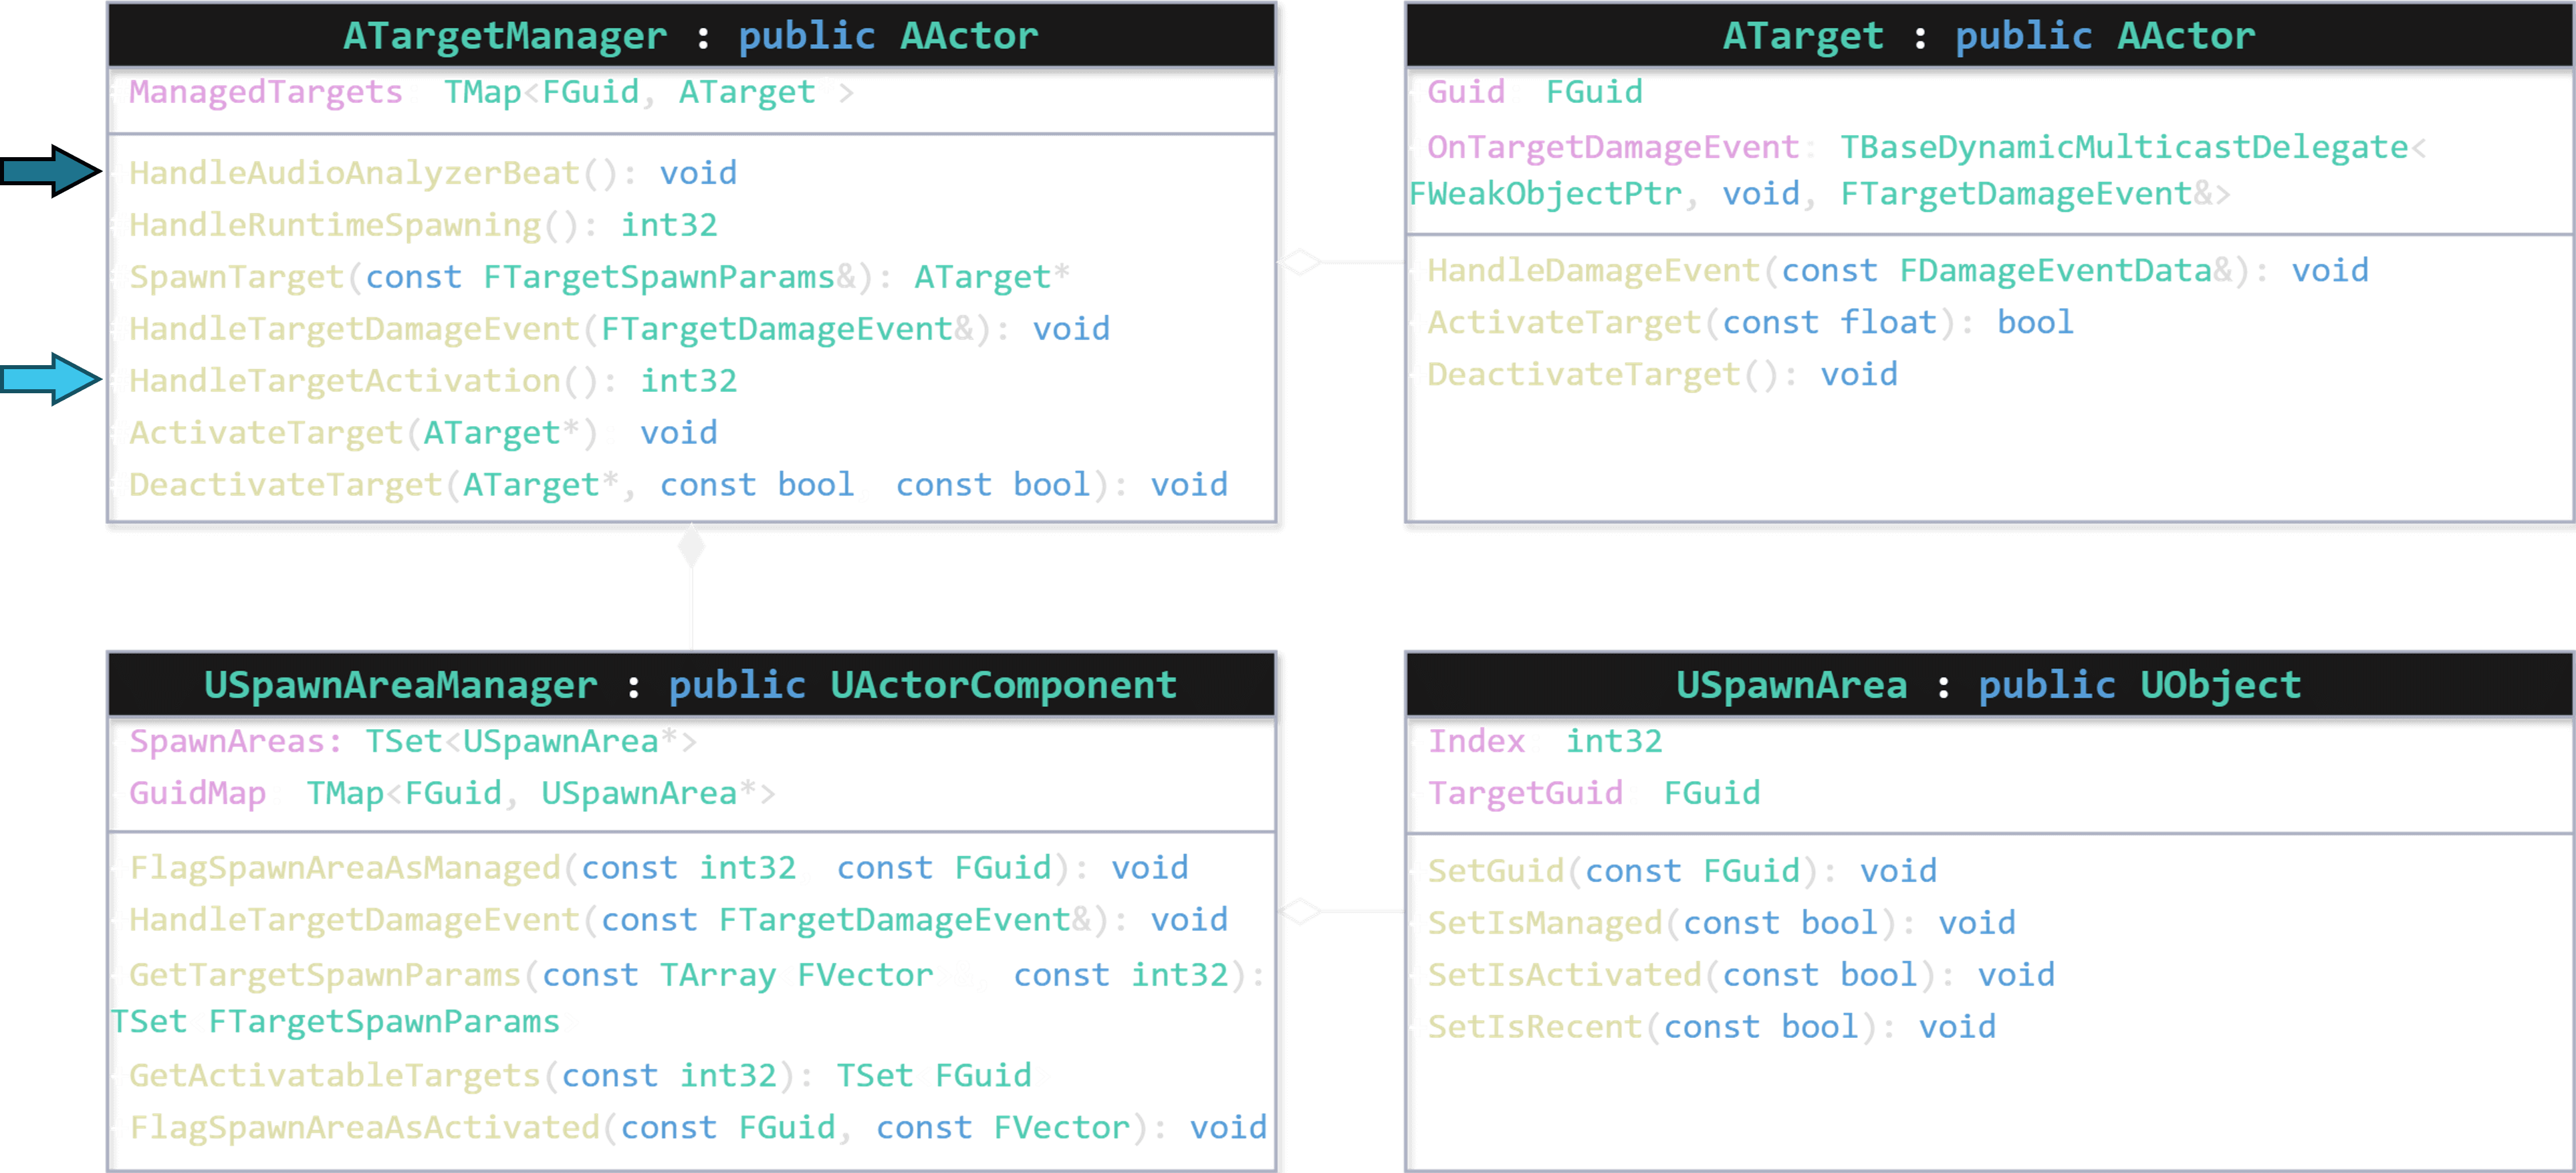 ATargetManager : public AActor
ManagedTargets TMap<FGuid, ATarget >
HandleAudioAnalyzerBeat(): void
HandleRuntimeSpawning(): int32
SpawnTarget(const FTargetSpawnParams&): ATarget*
HandleTargetDamageEvent(FTargetDamageEvent&): void
HandleTargetActivation(): int32
ActivateTarget(ATarget*) void
DeactivateTarget(ATarget*, const bool const bool): void
ATarget : public AActor
Guid FGuid
OnTargetDamageEvent: TBaseDynamicMulticastDelegate<
FWeakObjectPtr, void, FTargetDamageEvent&>
HandleDamageEvent(const FDamageEventData&): void
ActivateTarget(const float): bool
DeactivateTarget(): void
USpawnAreaManager : public UActorComponent
SpawnAreas: TSet<USpawnArea*>
GuidMap TMap<FGuid, USpawnArea*>
FlagSpawnAreaAsManaged(const int32 const FGuid): void
HandleTargetDamageEvent(const FTargetDamageEvent&): void
GetTargetSpawnParams(const TArray FVector const int32):
TSet FTargetSpawnParams
GetActivatableTargets(const int32): TSet FGuid
FlagSpawnAreaAsActivated(const FGuid, const FVector): void
USpawnArea : public UObject
Index int32
TargetGuid FGuid
SetGuid(const FGuid): void
SetIsManaged(const bool): void
SetIsActivated(const bool): void
SetIsRecent(const bool): void